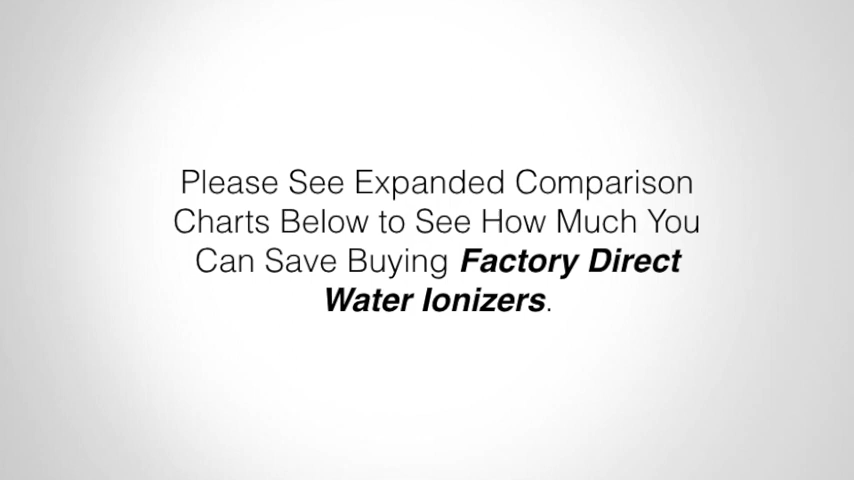 Please See Expanded Comparison
Charts Below to See How Much You
Can Save Buying Factory Direct
Water Ionizers.